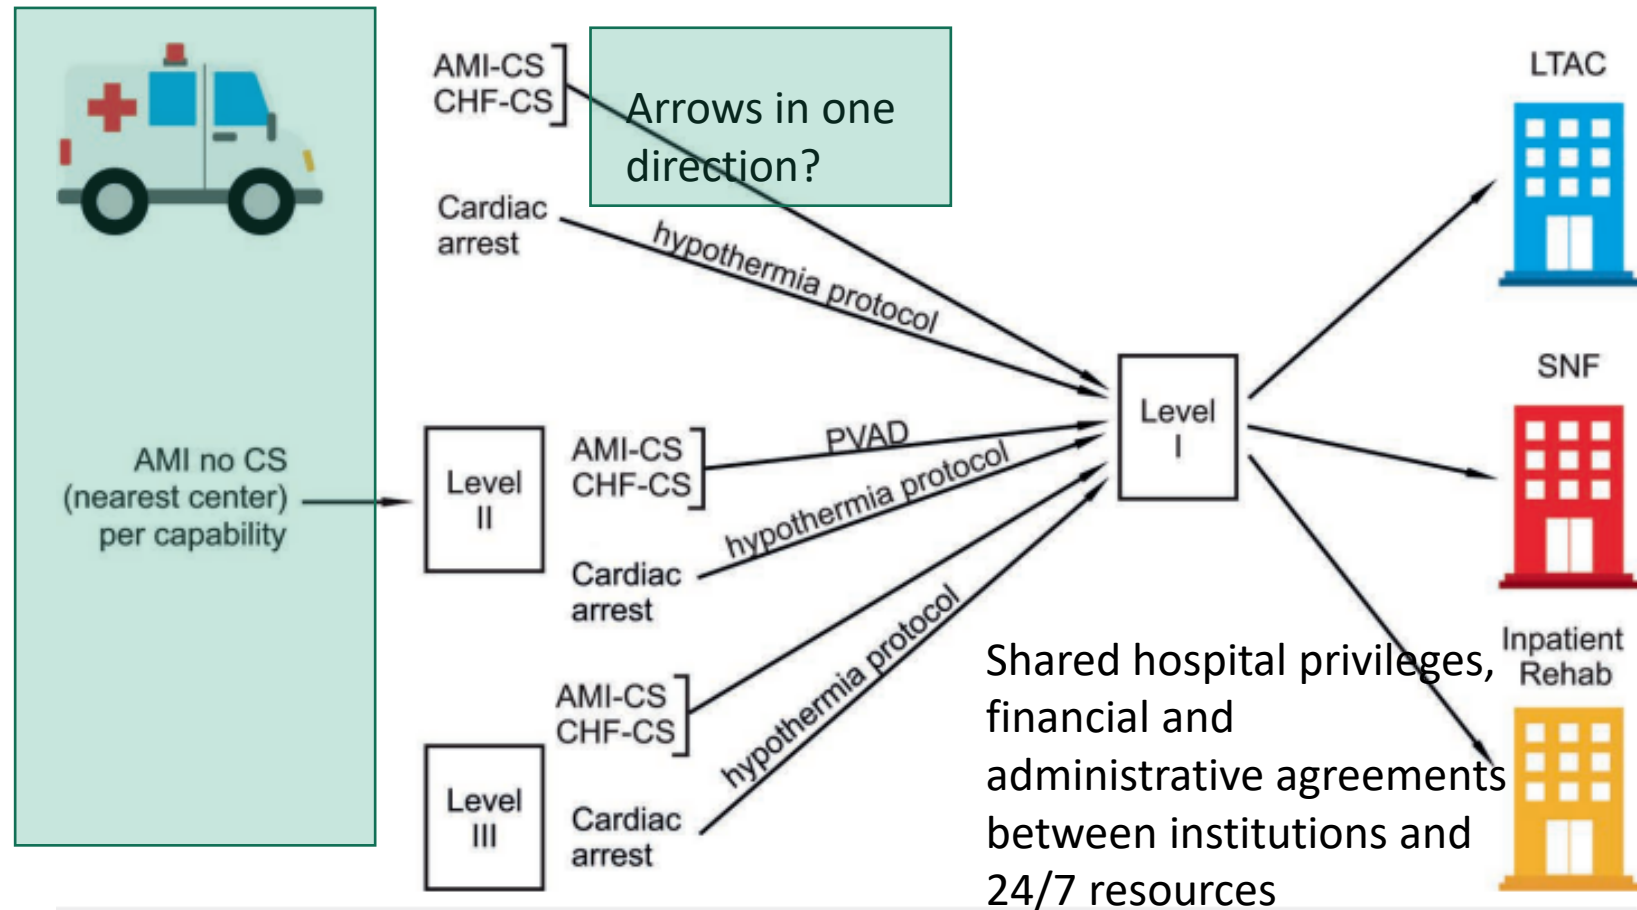 AMI-CS
CHF-CS
Arrows in one
direction?
LTAC
Cardiac
arrest
hypothermia protocol
SNF
Level
I
AMI no CS
(nearest center)
per capability
Level
II
AMI-CS
CHF-CS
PVAD
hypothermia protocol
Cardiac
arrest
Inpatient
Rehab
AMI-CS
CHF-CS
hypothermia protocol
Level
III
Cardiac
arrest
Shared hospital privileges,
financial and
administrative agreements
between institutions and
24/7 resources